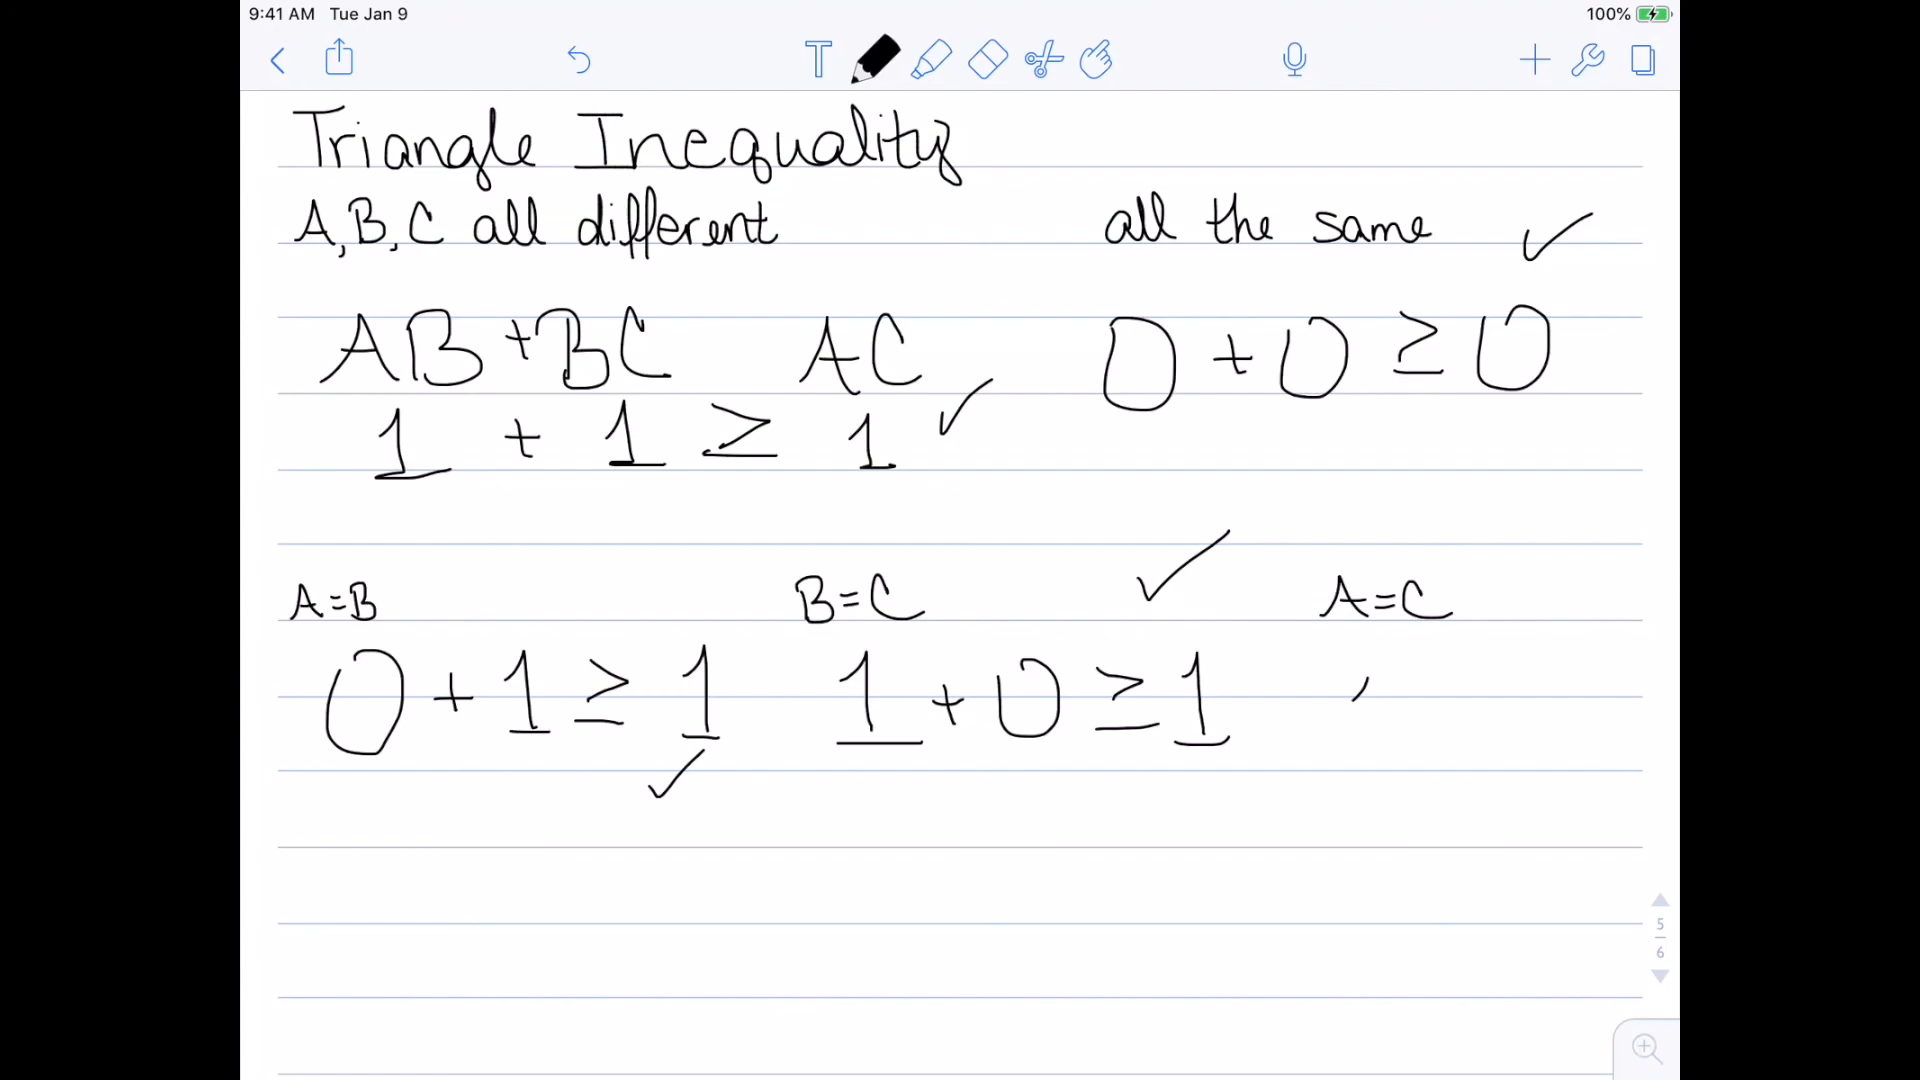 9:41 AM Tue Jan 9 100%
T
Triangle Inequality
A,B,C all different all the same ✓
AB+BC AC 0 + 0 ≥ 0
1 + 1 ≥ 1 ✓
A=B B=C ✓ A=C
0 + 1 ≥ 1 1 + 0 ≥ 1
✓
5
6